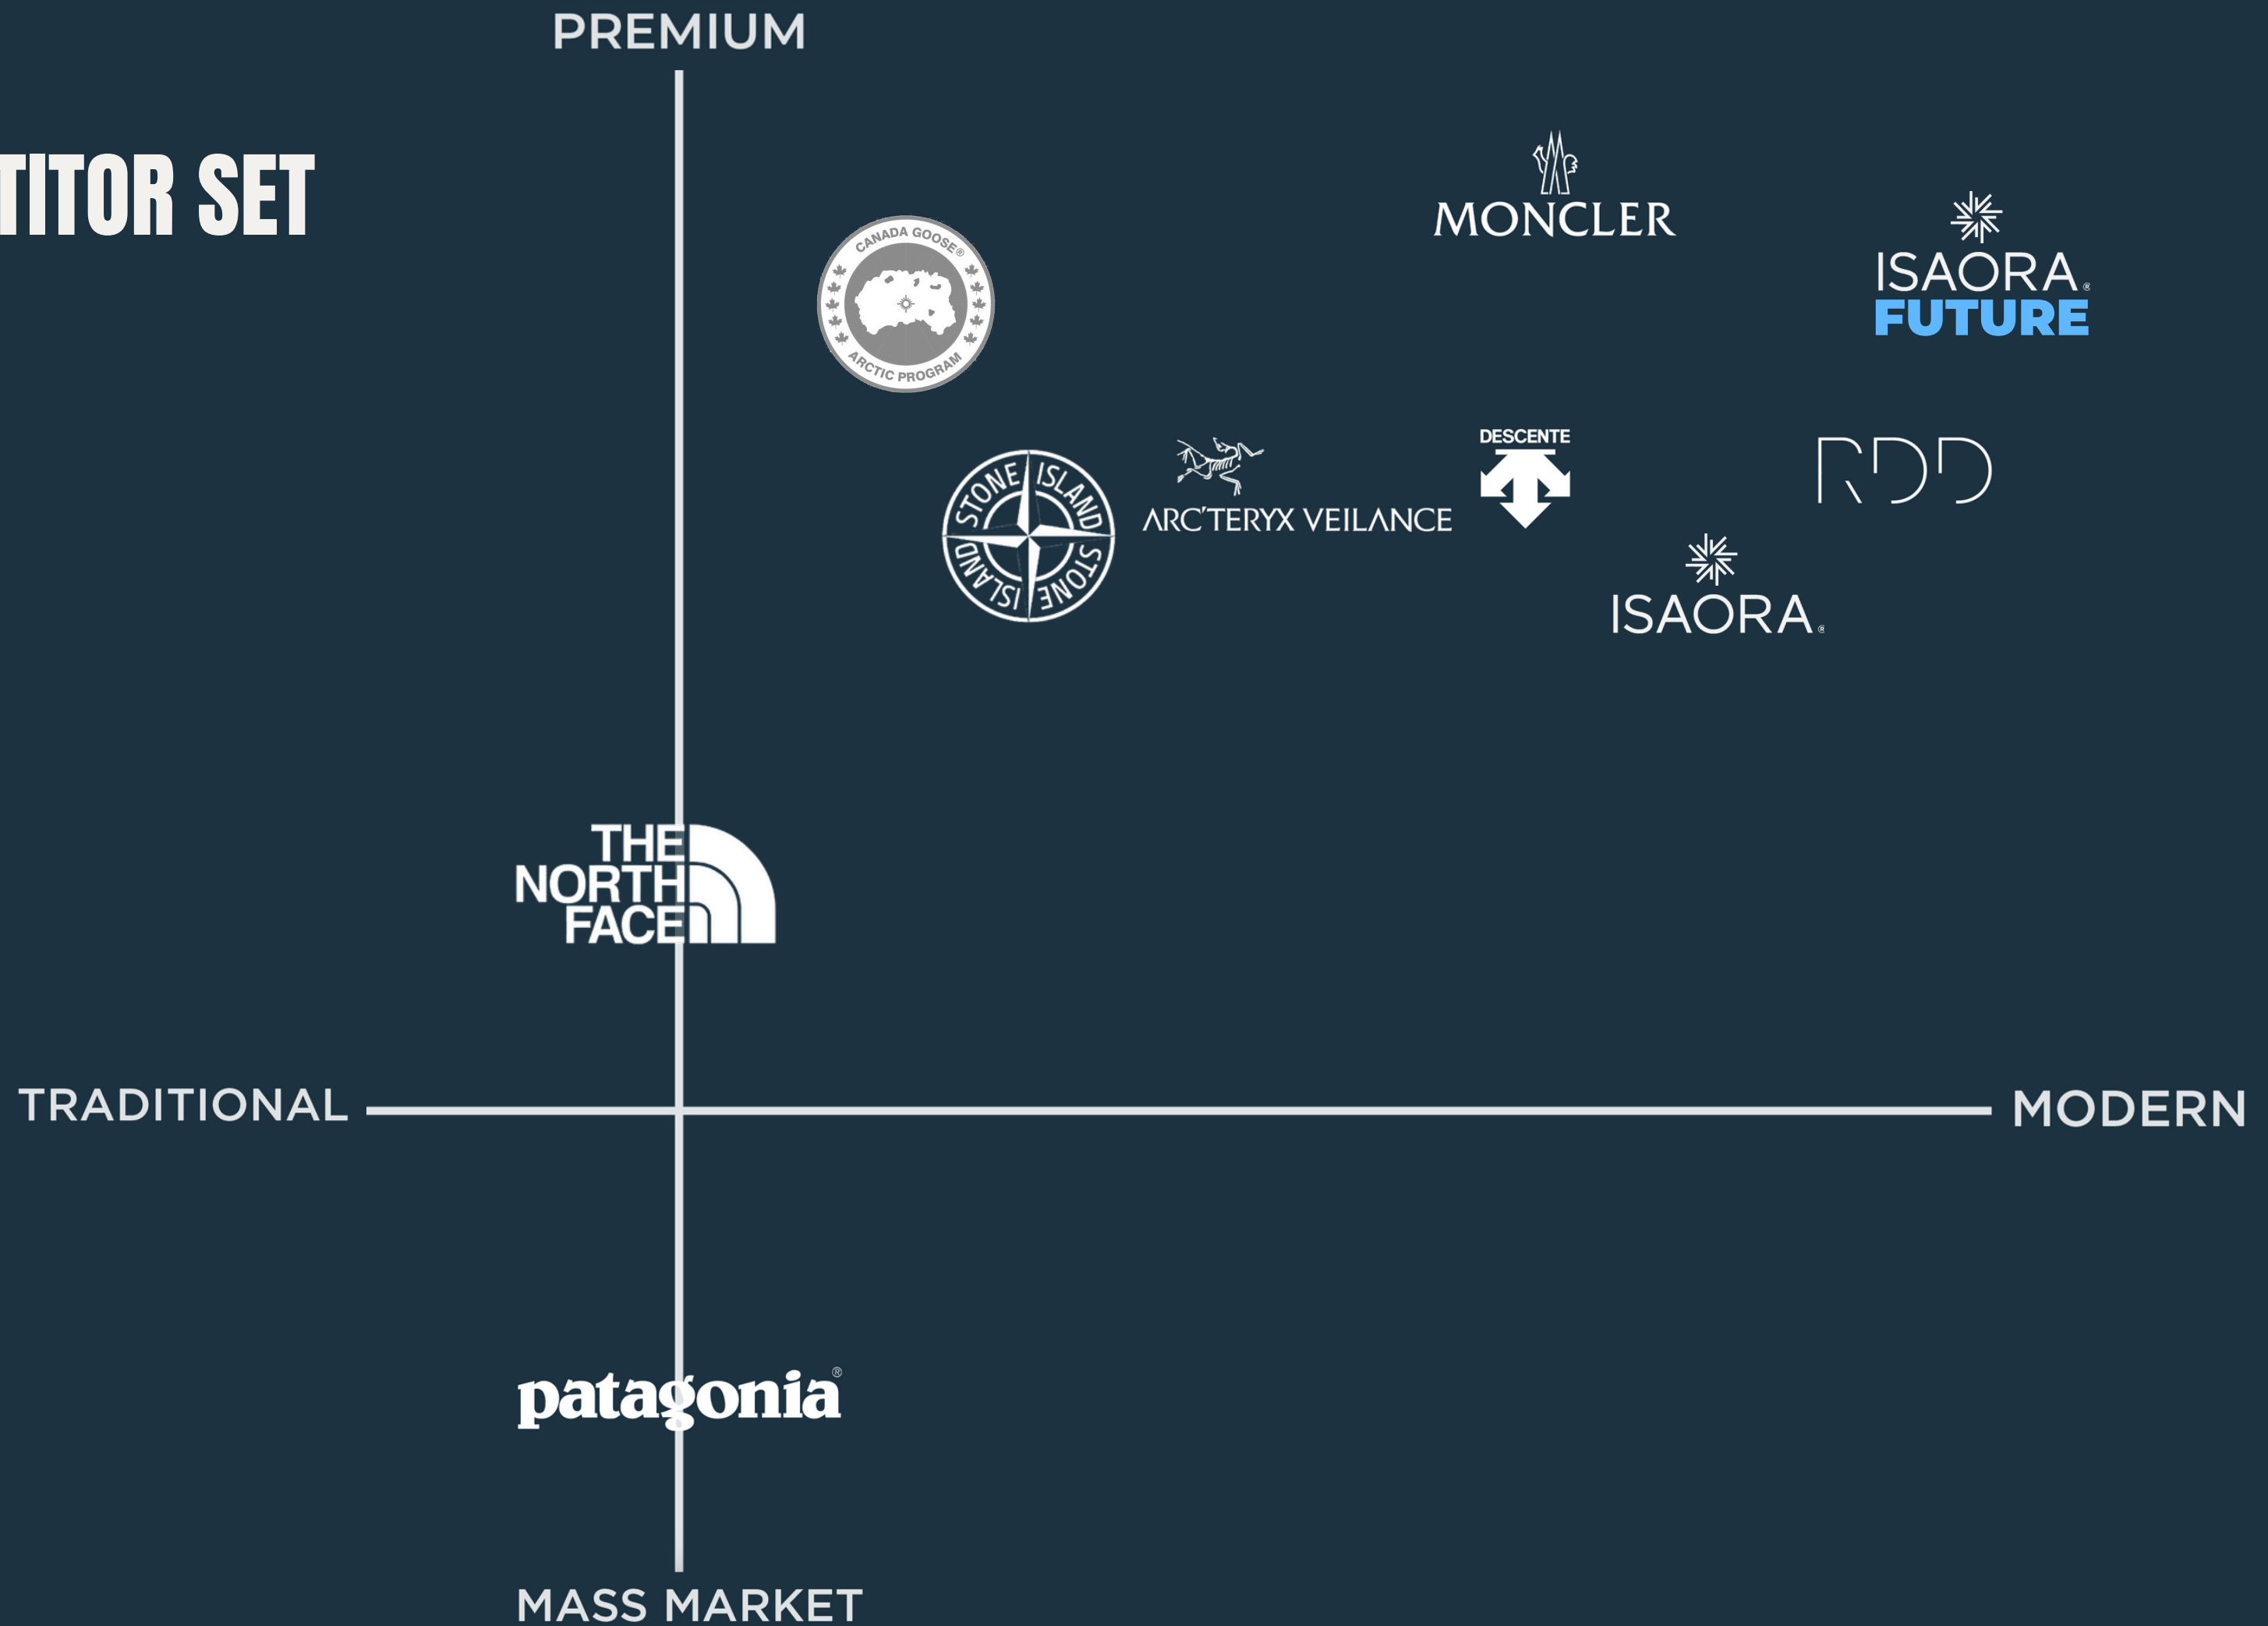 PREMIUM
TITOR SET
MONCLER
CANADA GOOSE®
ARCTIC PROGRAM
ISAORA®
FUTURE
DESCENTE
RDD
STONE ISLAND
STONE ISLAND
ARC'TERYX VEILANCE
ISAORA®
THE
NORTH
FACE
TRADITIONAL
MODERN
patagonia®
MASS MARKET